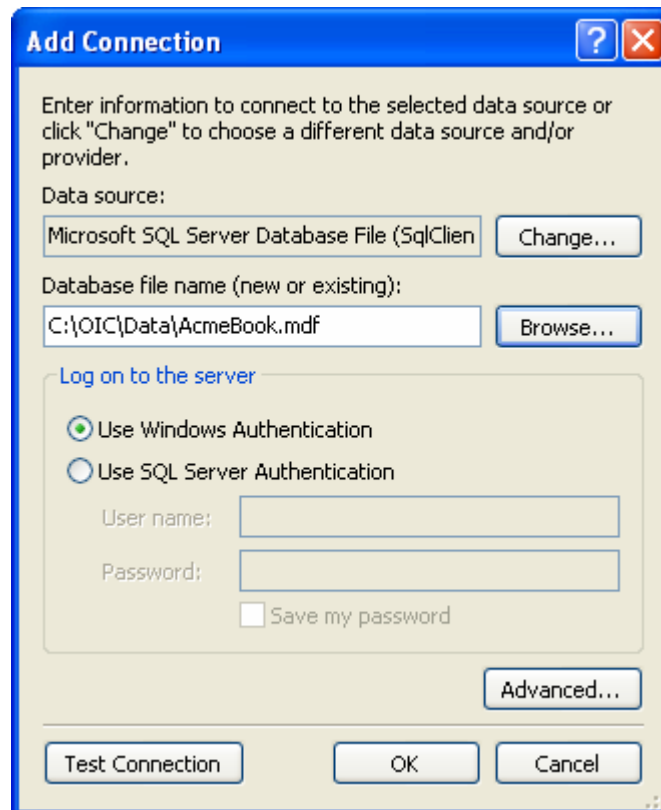 Add Connection
Enter information to connect to the selected data source or
click "Change" to choose a different data source and/or
provider.
Data source:
Microsoft SQL Server Database File (SqlClien
Change...
Database file name (new or existing):
C:\OIC\Data\AcmeBook.mdf
Browse...
Log on to the server
Use Windows Authentication
Use SQL Server Authentication
User name:
Password:
Save my password
Advanced...
Test Connection
OK
Cancel